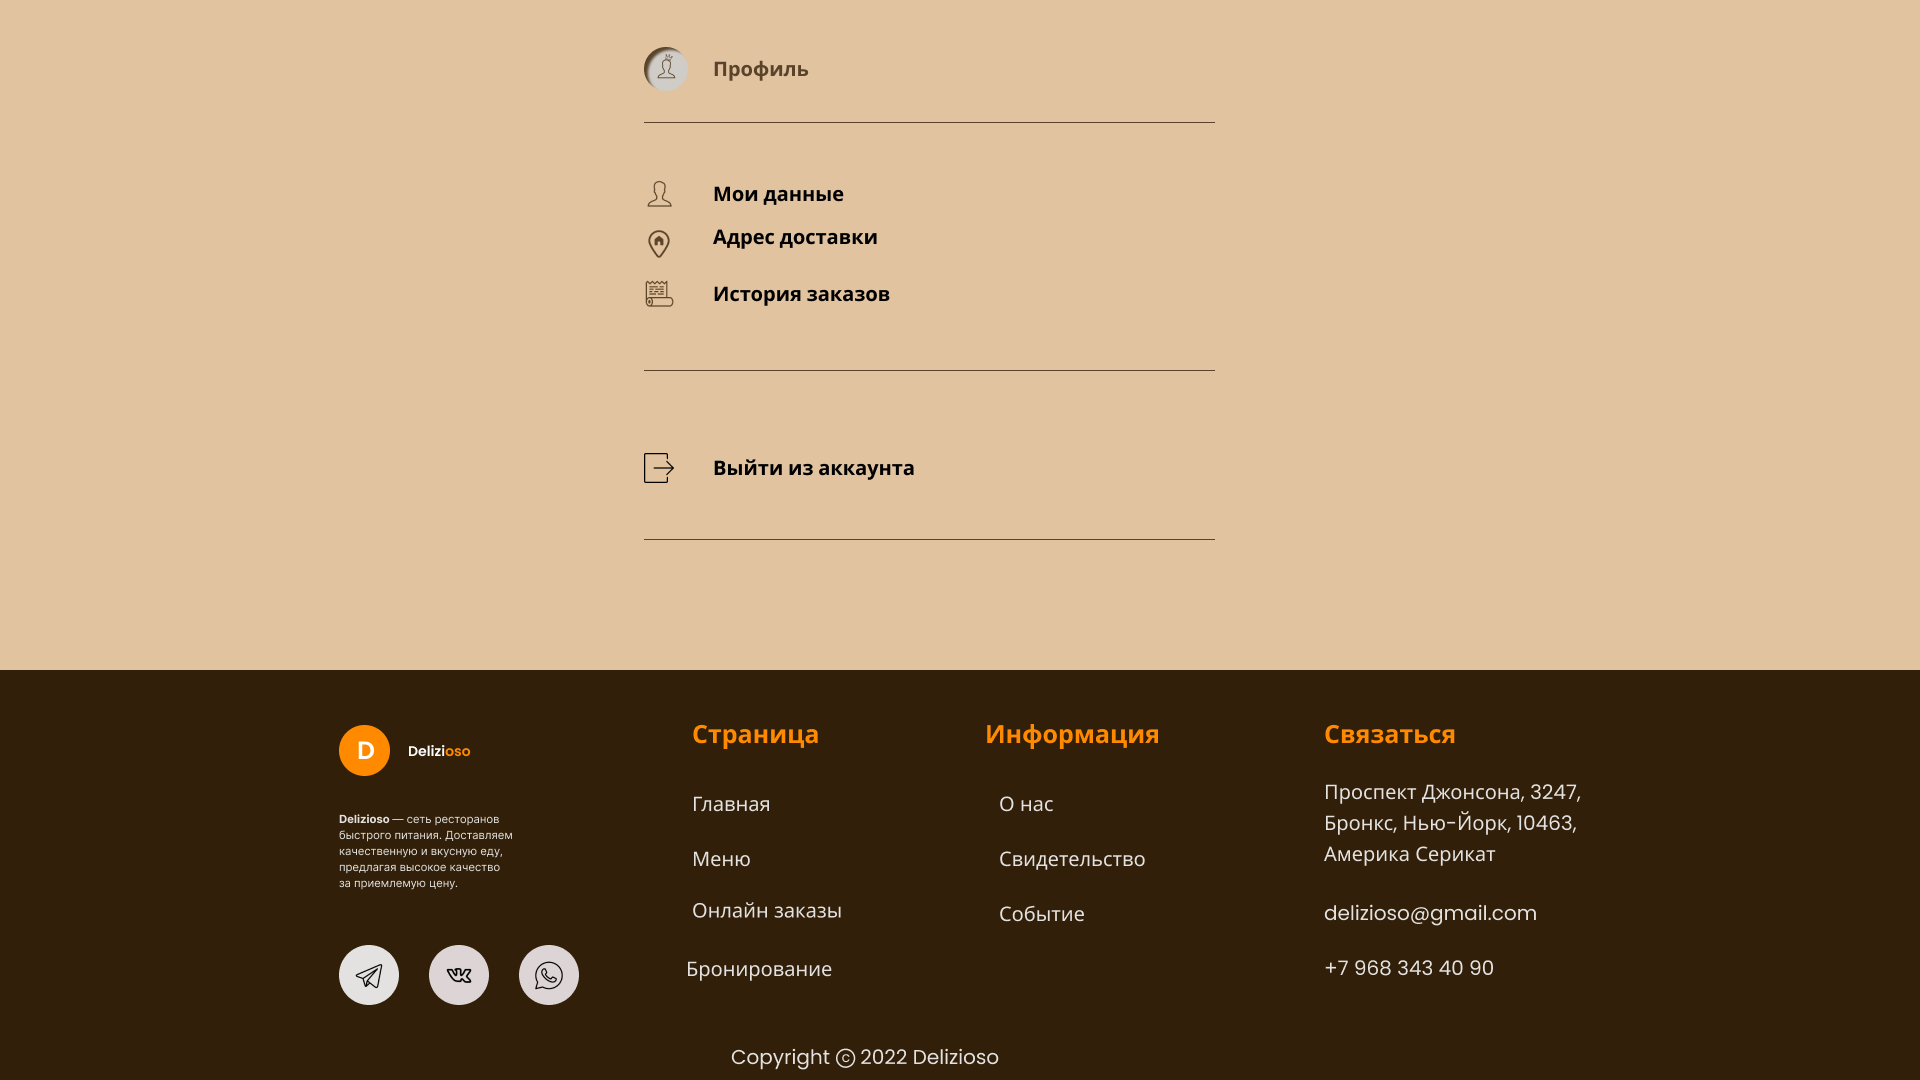 Профиль
Мои данные
Адрес доставки
История заказов
Выйти из аккаунта
D
Delizioso
Delizioso — сеть ресторанов
быстрого питания. Доставляем
качественную и вкусную еду,
предлагая высокое качество
за приемлемую цену.
Страница
Главная
Меню
Онлайн заказы
Бронирование
Информация
О нас
Свидетельство
Событие
Связаться
Проспект Джонсона, 3247,
Бронкс, Нью-Йорк, 10463,
Америка Серикат
delizioso@gmail.com
+7 968 343 40 90
Copyright © 2022 Delizioso